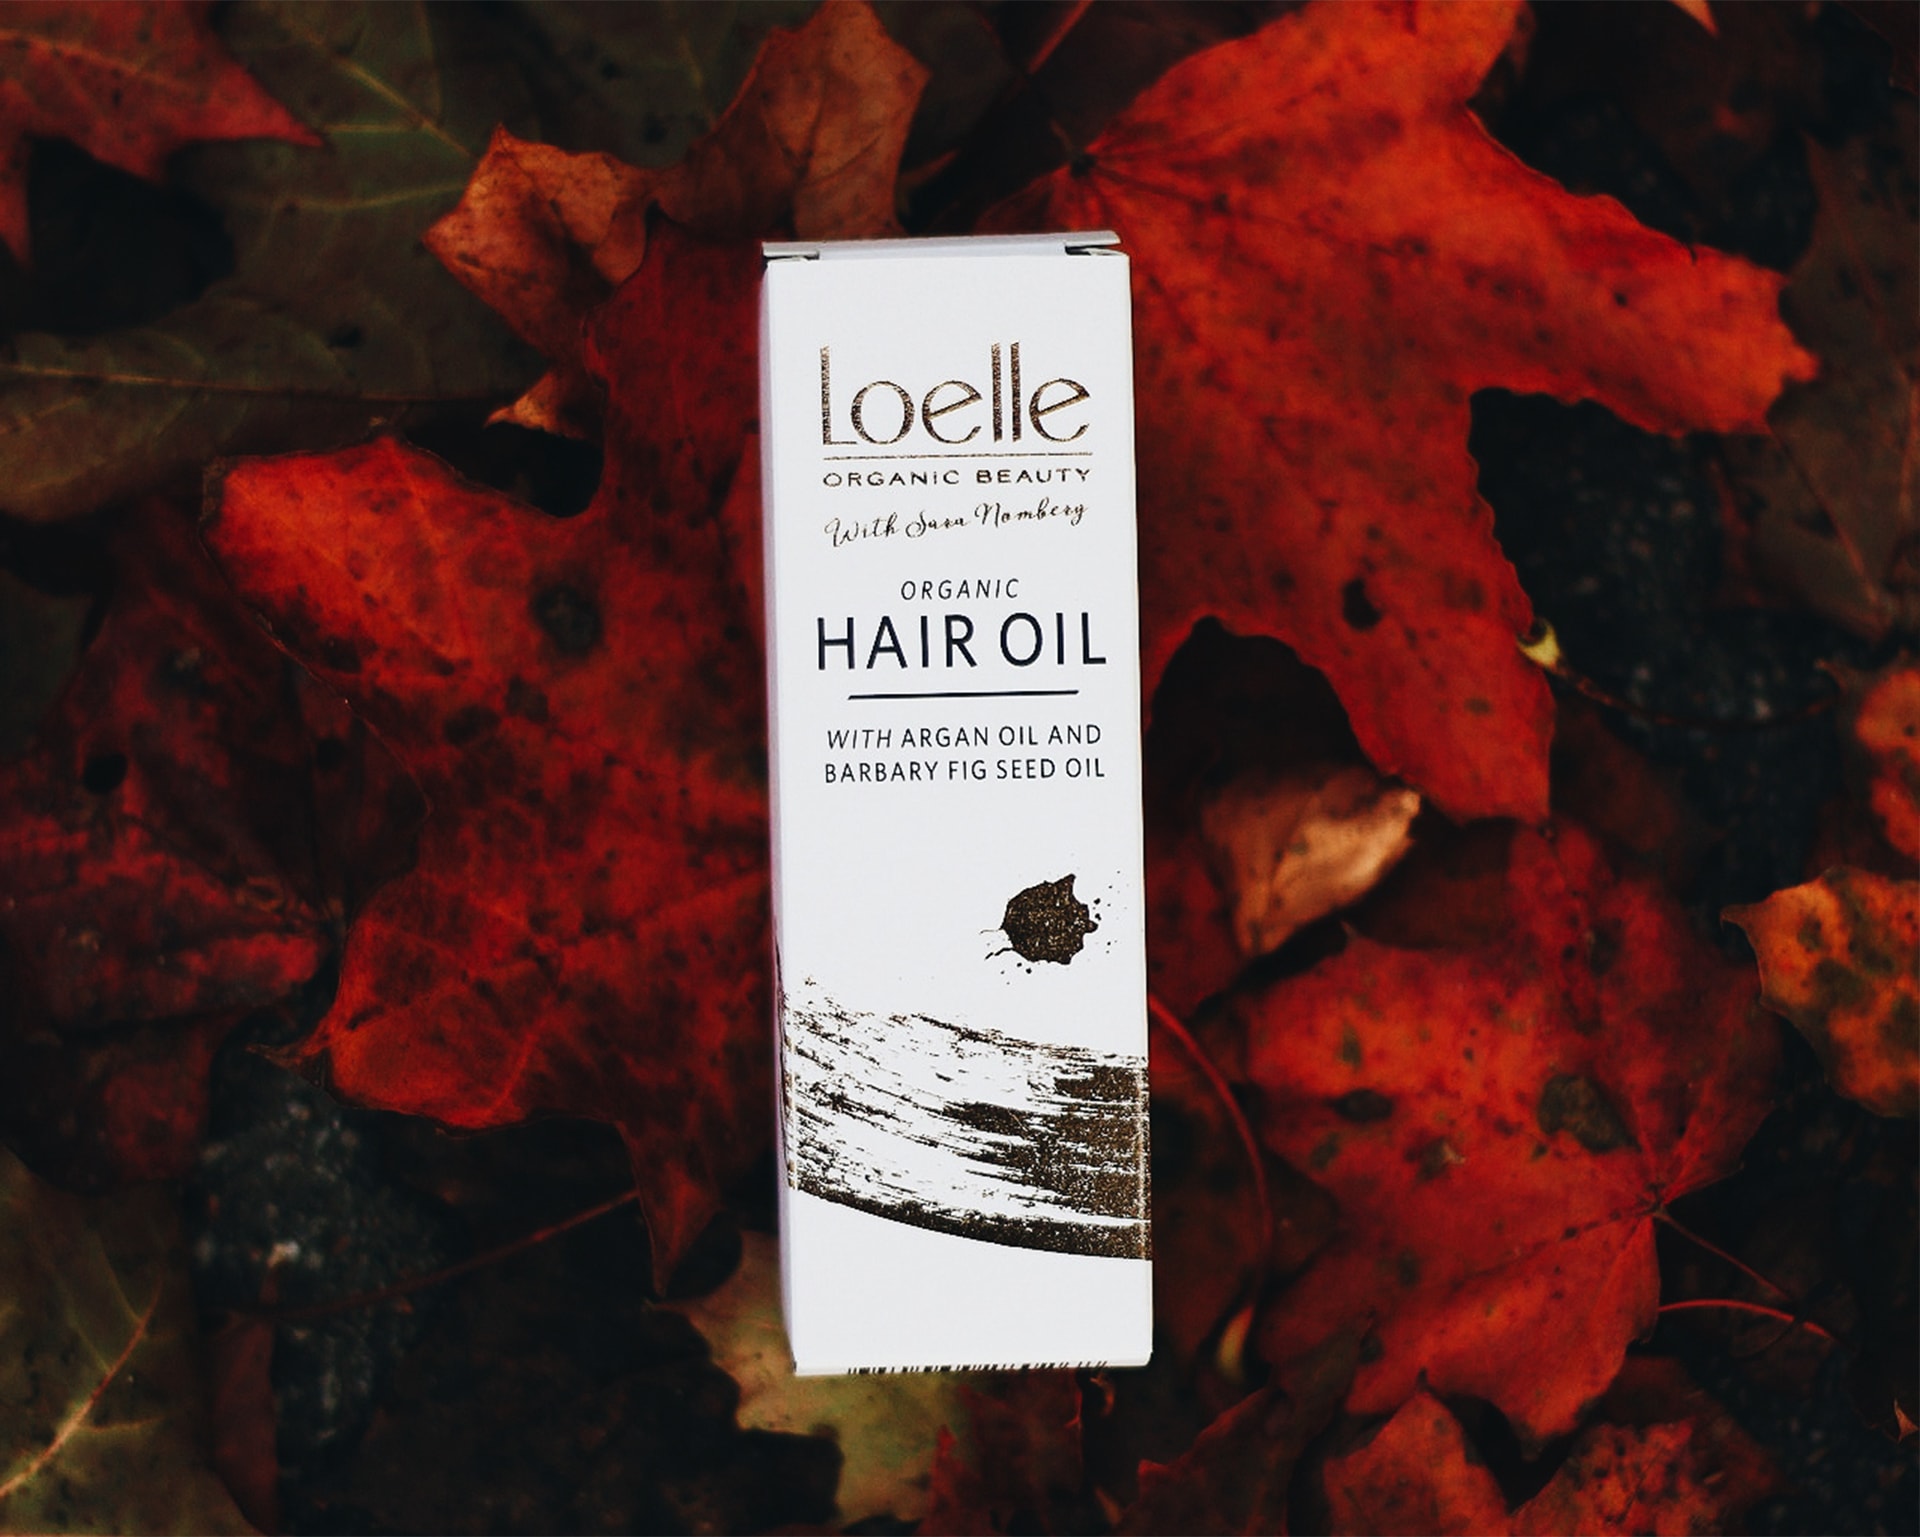 Loelle
ORGANIC BEAUTY
With Sara Nomberg
ORGANIC
HAIR OIL
WITH ARGAN OIL AND
BARBARY FIG SEED OIL